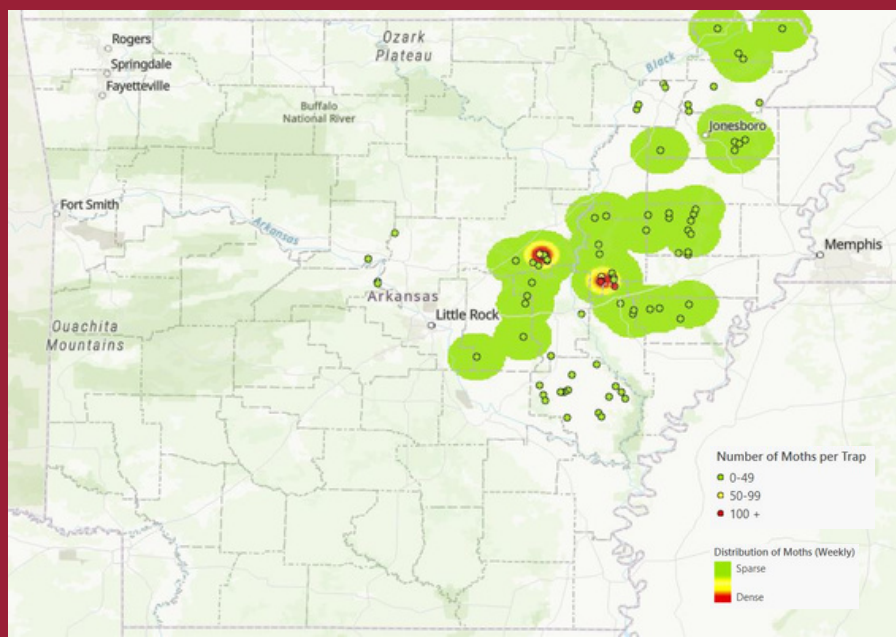 Rogers
Springdale
Fayetteville
Ozark
Plateau
Black
Buffalo
National River
Jonesboro
Fort Smith
Arkansas
Memphis
Arkansas
Little Rock
Ouachita
Mountains
Number of Moths per Trap
0-49
50-99
100 +
Distribution of Moths (Weekly)
Sparse
Dense